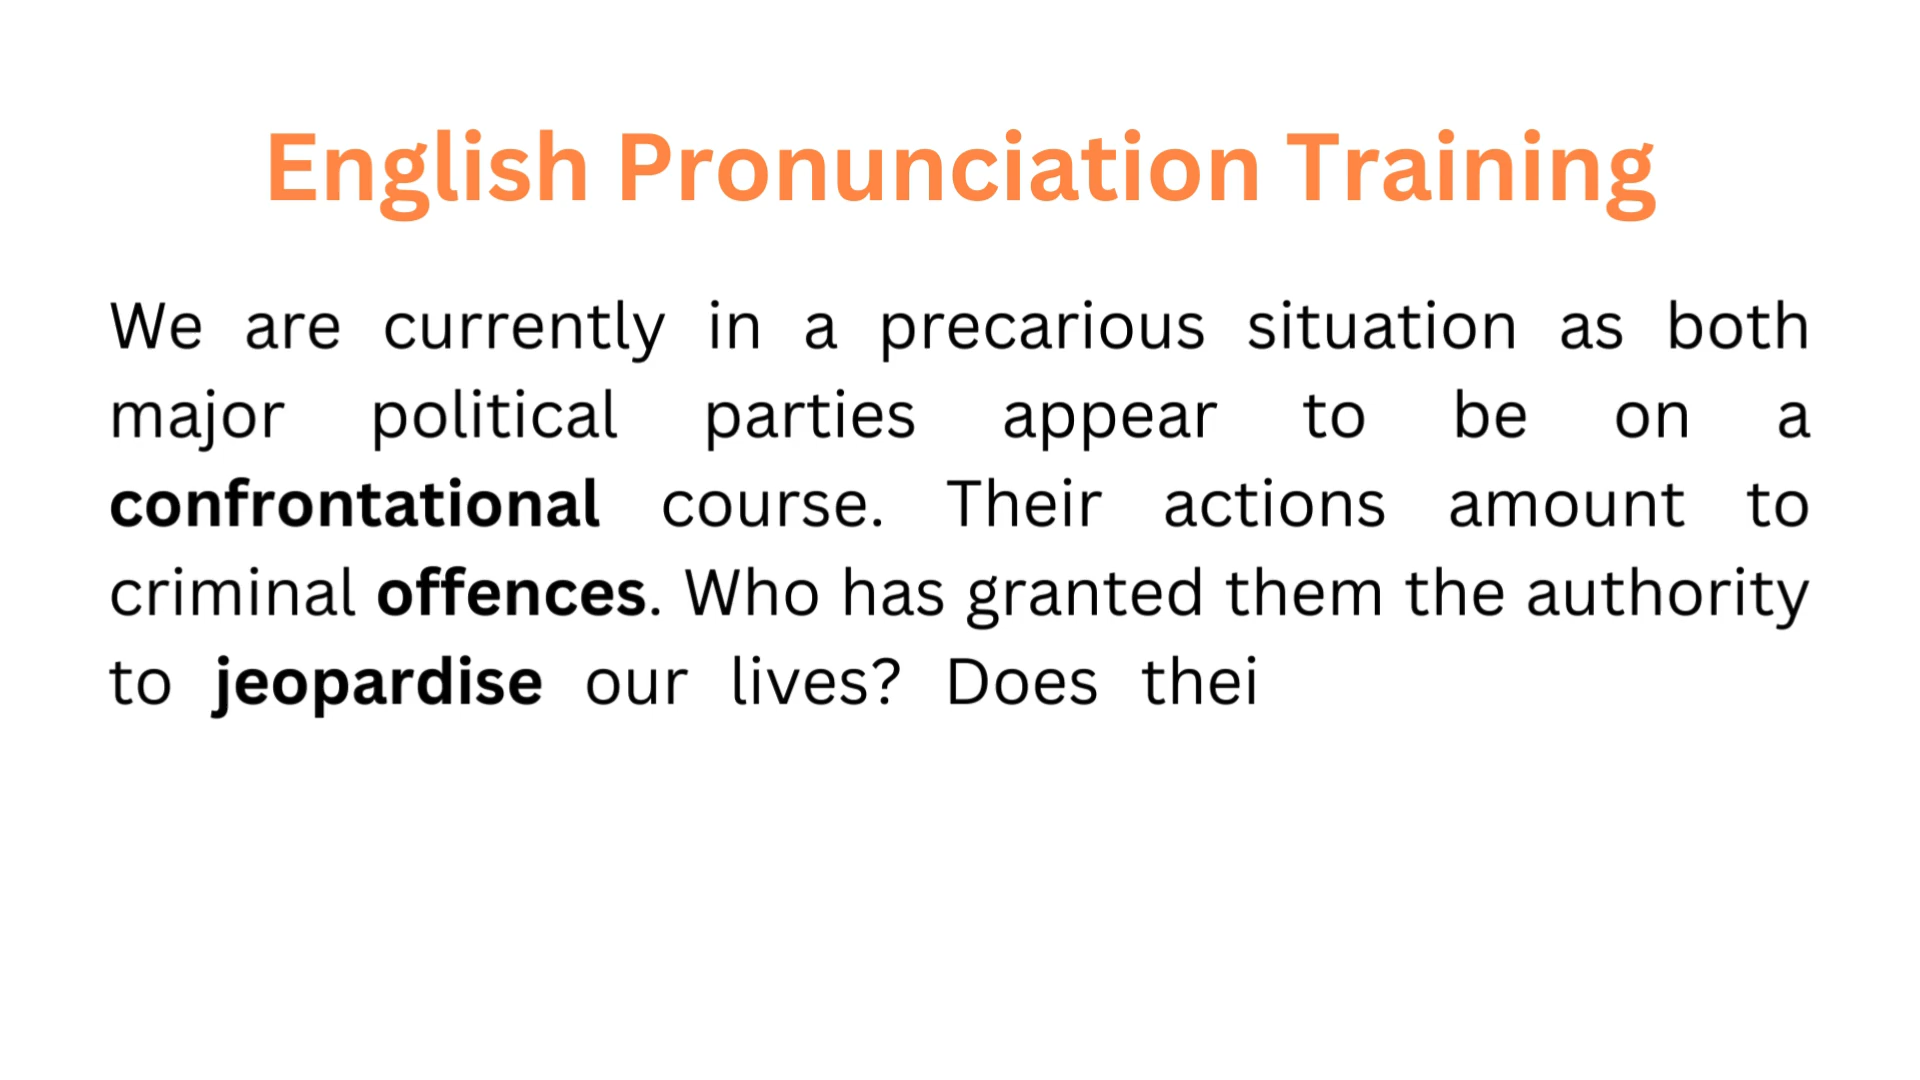 English Pronunciation Training
We are currently in a precarious situation as both
major political parties appear to be on a
confrontational course. Their actions amount to
criminal offences. Who has granted them the authority
to jeopardise our lives? Does thei